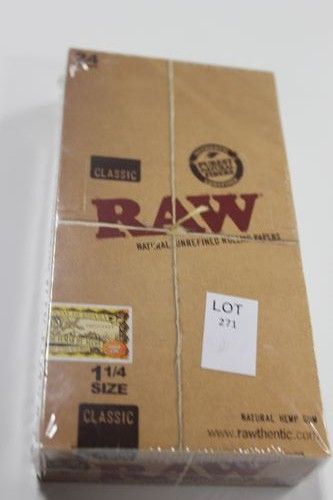 24
CLASSIC
RAW
NATURAL UNREFINED ROLLING PAPERS
LOT
271
1 1/4
SIZE
CLASSIC
NATURAL HEMP GUM
www.rawthentic.com
RAW